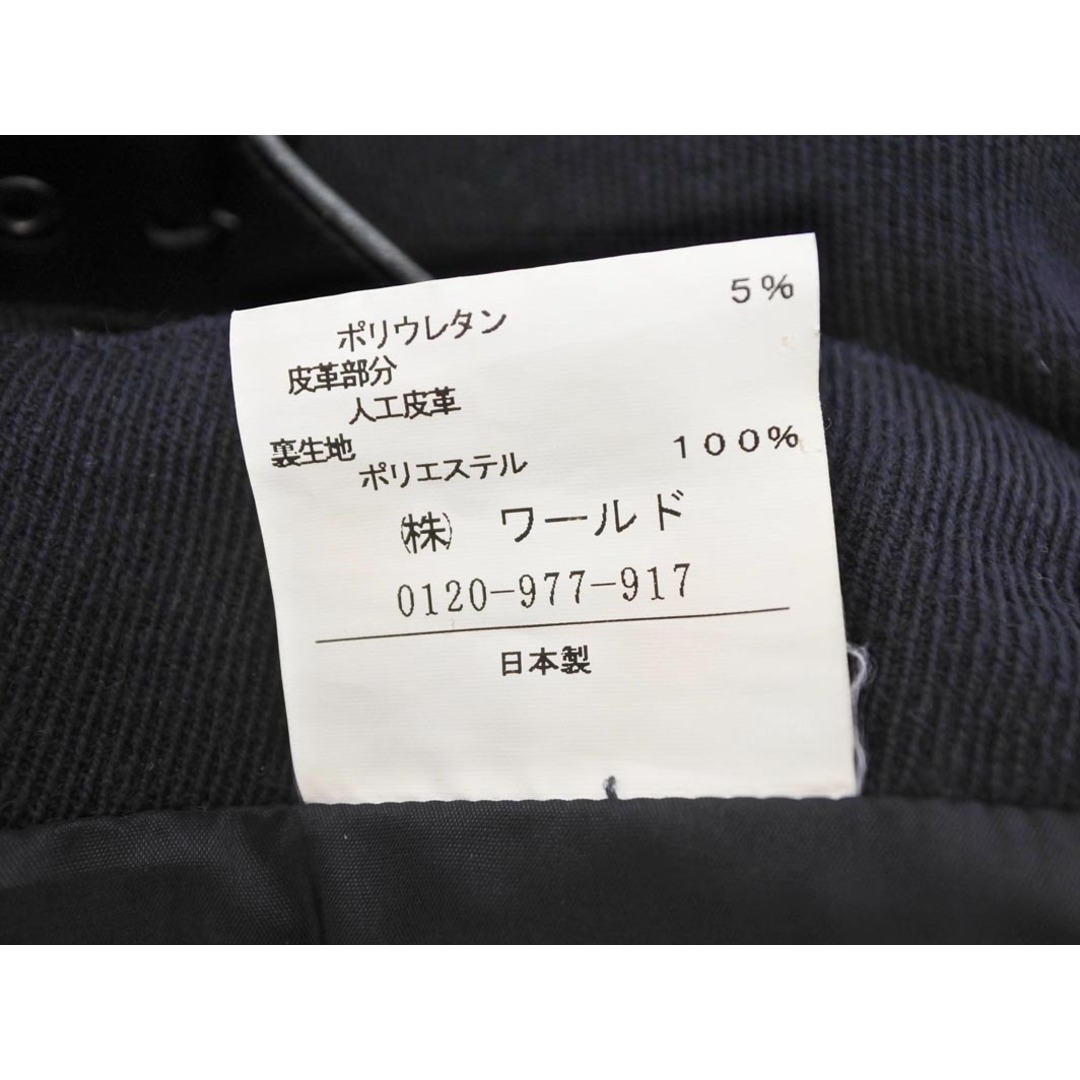 ポリウレタン 5%
皮革部分
人工皮革
裏生地
ポリエステル 100%
㈱ ワールド
0120-977-917
日本製